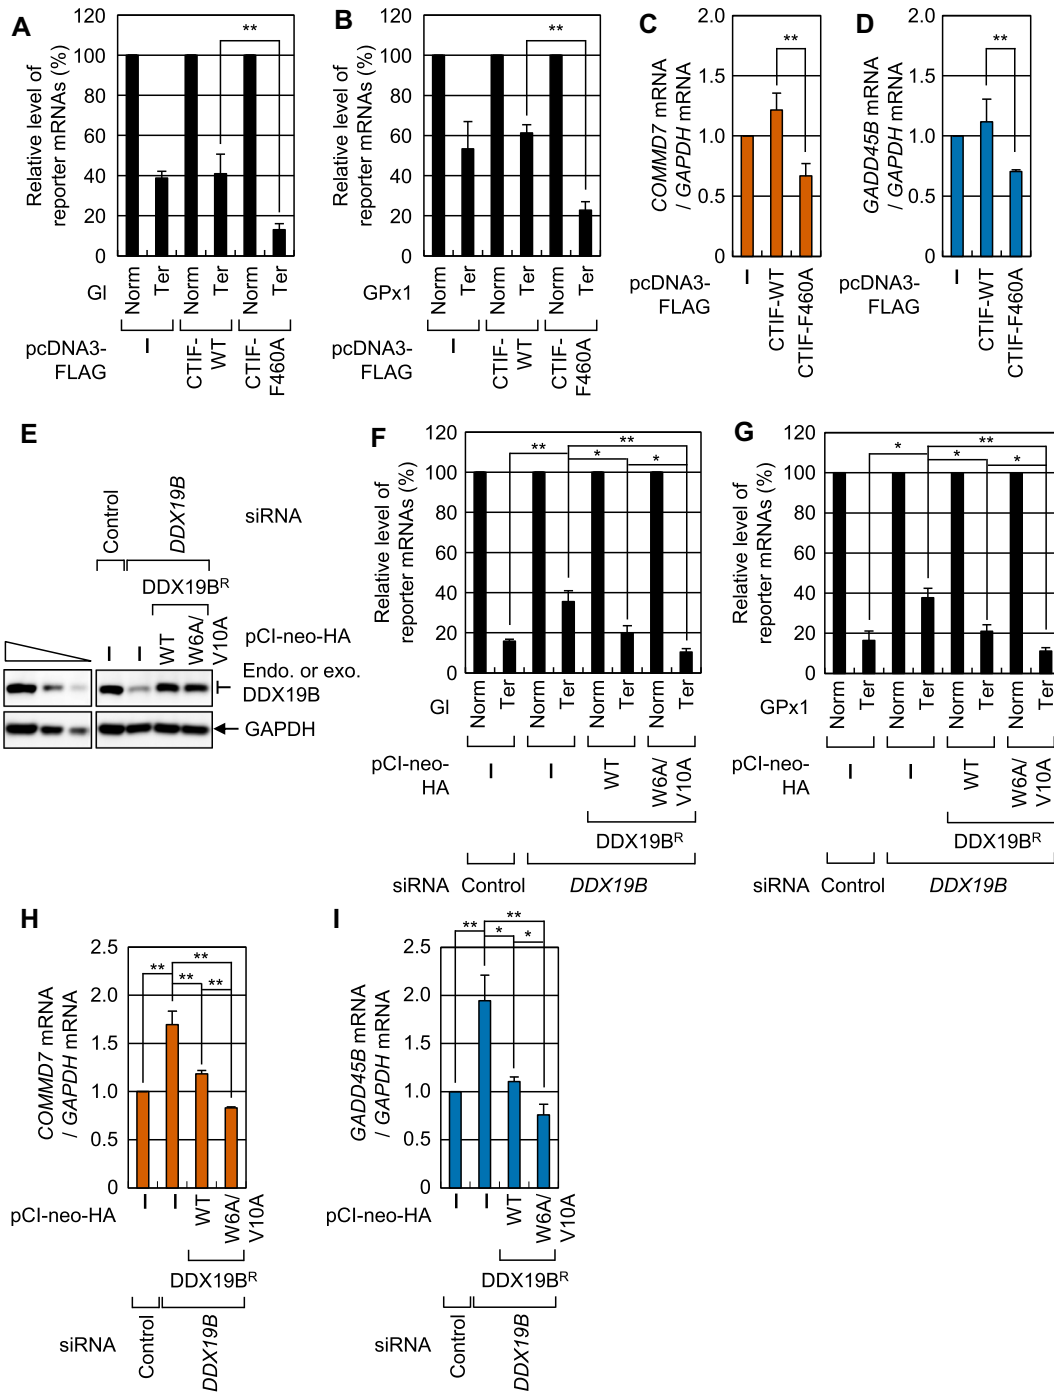 A
Relative level of
reporter mRNAs (%)
120
100
80
60
40
20
0
**
GI
Norm
Ter
Norm
Ter
Norm
Ter
pcDNA3-
FLAG
–
CTIF-
WT
CTIF-
F460A
B
Relative level of
reporter mRNAs (%)
120
100
80
60
40
20
0
**
GPx1
Norm
Ter
Norm
Ter
Norm
Ter
pcDNA3-
FLAG
–
CTIF-
WT
CTIF-
F460A
C
COMMD7 mRNA
/ GAPDH mRNA
2.0
1.5
1.0
0.5
0
**
pcDNA3-
FLAG
–
CTIF-WT
CTIF-F460A
D
GADD45B mRNA
/ GAPDH mRNA
2.0
1.5
1.0
0.5
0
**
pcDNA3-
FLAG
–
CTIF-WT
CTIF-F460A
E
Control
DDX19B
siRNA
DDX19Bᴿ
–
–
WT
W6A/
V10A
pCI-neo-HA
Endo. or exo.
DDX19B
GAPDH
F
Relative level of
reporter mRNAs (%)
120
100
80
60
40
20
0
**
**
*
*
GI
Norm
Ter
Norm
Ter
Norm
Ter
Norm
Ter
pCI-neo-
HA
–
–
WT
W6A/
V10A
DDX19Bᴿ
siRNA
Control
DDX19B
G
Relative level of
reporter mRNAs (%)
120
100
80
60
40
20
0
*
**
*
*
GPx1
Norm
Ter
Norm
Ter
Norm
Ter
Norm
Ter
pCI-neo-
HA
–
–
WT
W6A/
V10A
DDX19Bᴿ
siRNA
Control
DDX19B
H
COMMD7 mRNA
/ GAPDH mRNA
2.5
2.0
1.5
1.0
0.5
0
**
**
**
**
pCI-neo-HA
–
–
WT
W6A/
V10A
DDX19Bᴿ
siRNA
Control
DDX19B
I
GADD45B mRNA
/ GAPDH mRNA
2.5
2.0
1.5
1.0
0.5
0
**
**
*
*
pCI-neo-HA
–
–
WT
W6A/
V10A
DDX19Bᴿ
siRNA
Control
DDX19B